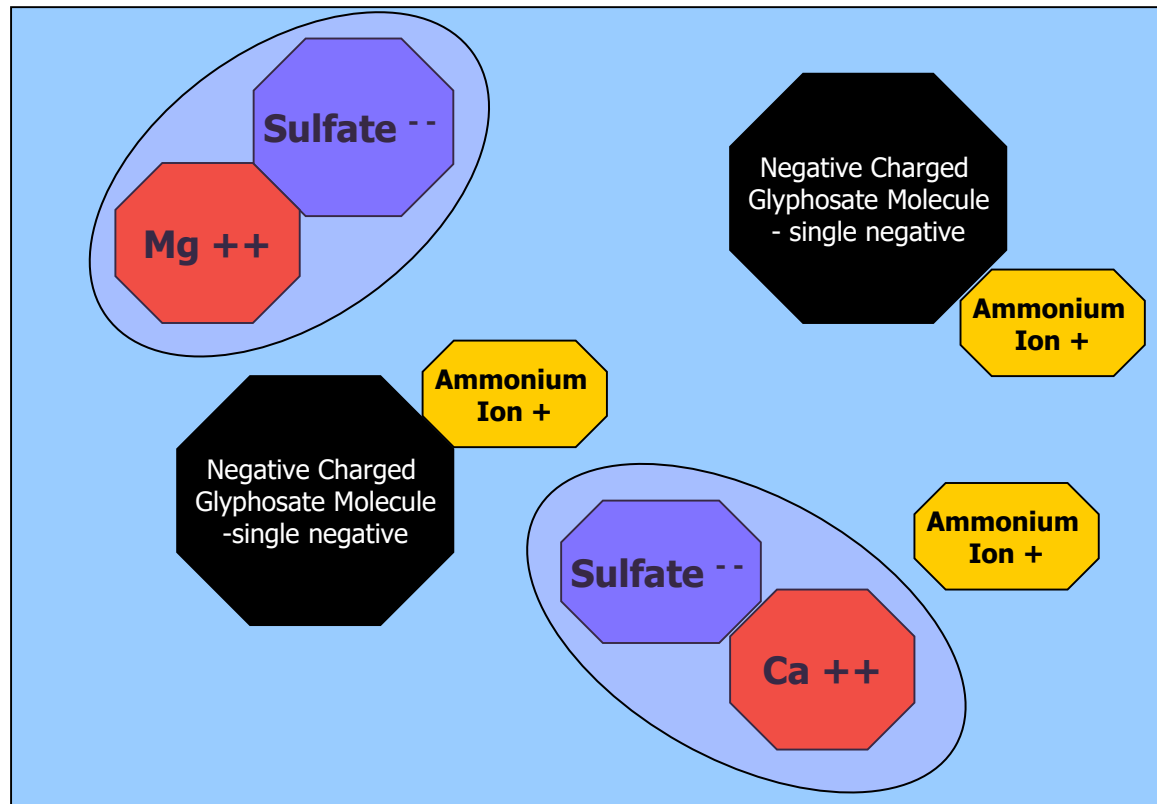 Sulfate - -
Mg ++
Negative Charged
Glyphosate Molecule
- single negative
Ammonium
Ion +
Ammonium
Ion +
Negative Charged
Glyphosate Molecule
-single negative
Ammonium
Ion +
Sulfate - -
Ca ++